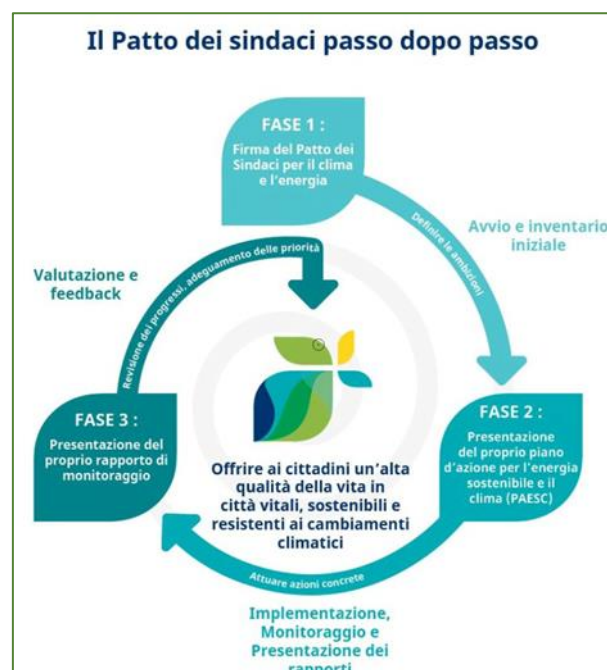 Il Patto dei sindaci passo dopo passo
FASE 1 :
Firma del Patto dei
Sindaci per il clima
e l'energia
Definire le ambizioni
Avvio e inventario
iniziale
FASE 2 :
Presentazione
del proprio piano
d'azione per l'energia
sostenibile e il
clima (PAESC)
Attuare azioni concrete
Implementazione,
Monitoraggio e
Presentazione dei
rapporti
FASE 3 :
Presentazione del
proprio rapporto di
monitoraggio
Valutazione e
feedback
Revisione dei progressi, adeguamento delle priorità
Offrire ai cittadini un'alta
qualità della vita in
città vitali, sostenibili e
resistenti ai cambiamenti
climatici